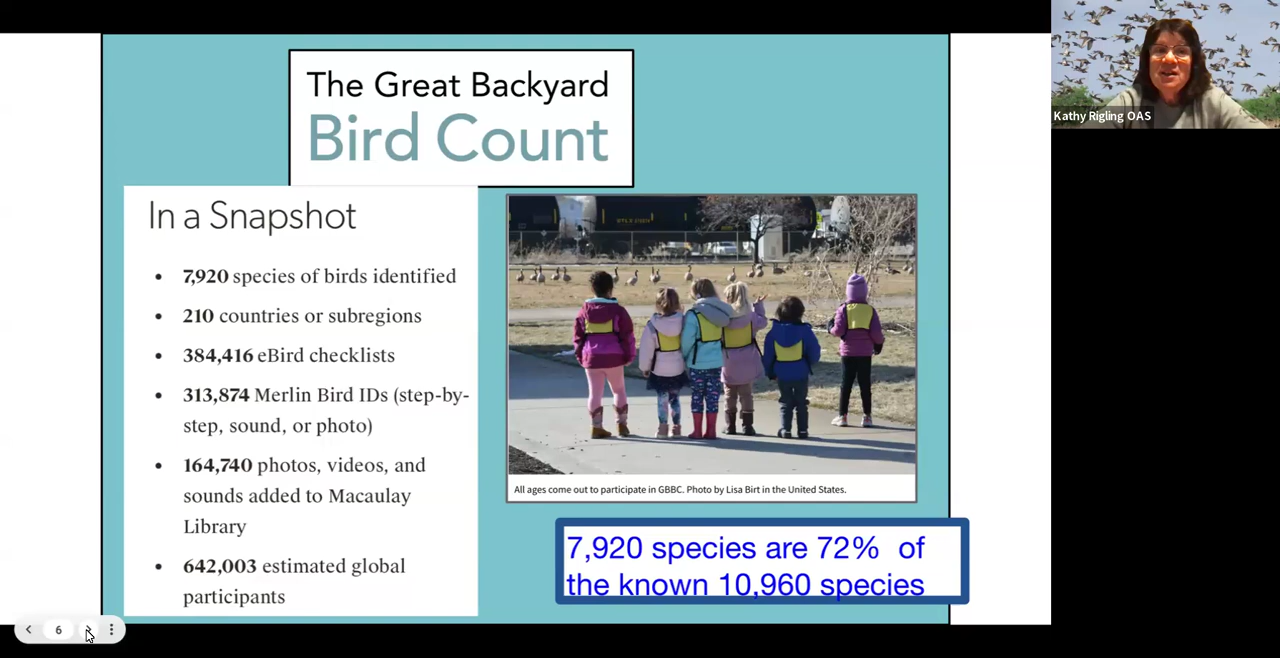 The Great Backyard
Bird Count
In a Snapshot
• 7,920 species of birds identified
• 210 countries or subregions
• 384,416 eBird checklists
• 313,874 Merlin Bird IDs (step-by-
step, sound, or photo)
• 164,740 photos, videos, and
sounds added to Macaulay
Library
• 642,003 estimated global
participants
All ages come out to participate in GBBC. Photo by Lisa Birt in the United States.
7,920 species are 72% of
the known 10,960 species
Kathy Rigling OAS
6